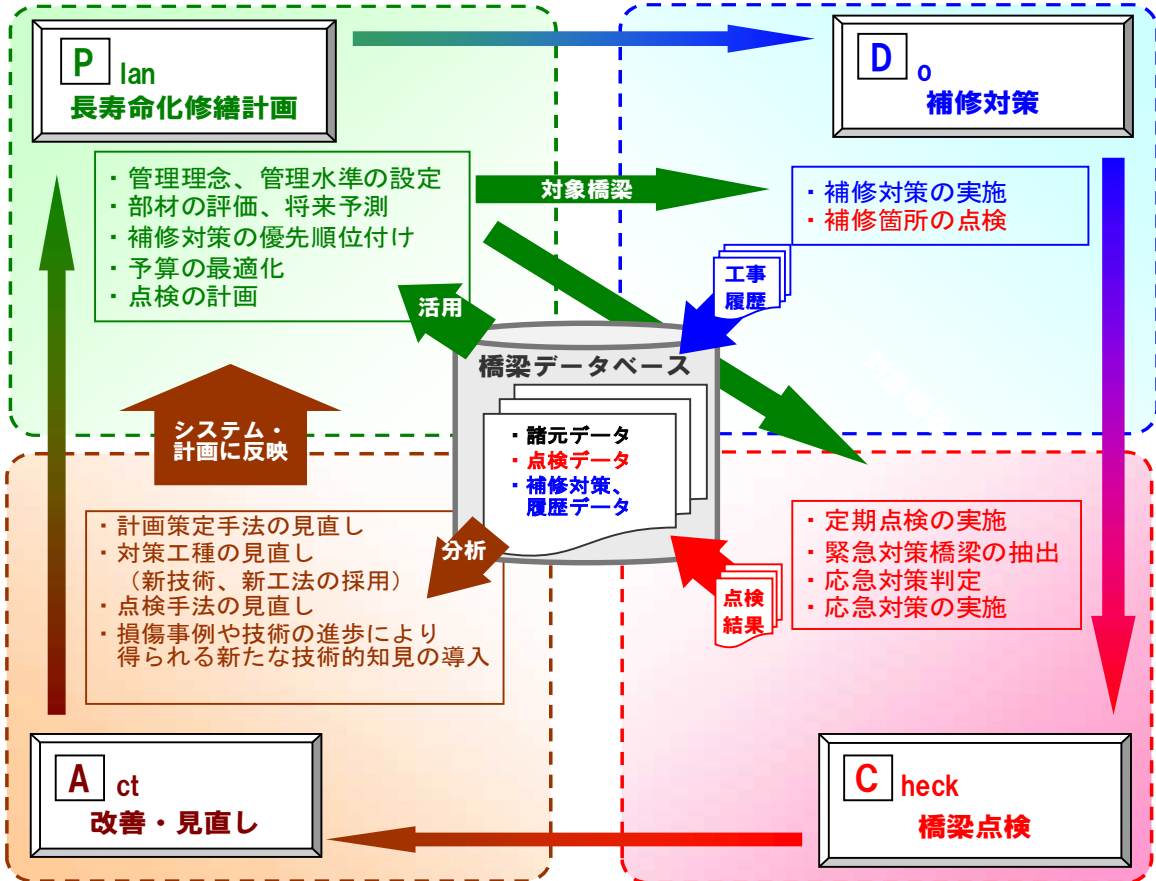 P lan
長寿命化修繕計画
・管理理念、管理水準の設定
・部材の評価、将来予測
・補修対策の優先順位付け
・予算の最適化
・点検の計画
対象橋梁
D o
補修対策
・補修対策の実施
・補修箇所の点検
工事
履歴
活用
橋梁データベース
・諸元データ
・点検データ
・補修対策、
履歴データ
システム・
計画に反映
分析
・計画策定手法の見直し
・対策工種の見直し
（新技術、新工法の採用）
・点検手法の見直し
・損傷事例や技術の進歩により
得られる新たな技術的知見の導入
・定期点検の実施
・緊急対策橋梁の抽出
・応急対策判定
・応急対策の実施
点検
結果
A ct
改善・見直し
C heck
橋梁点検